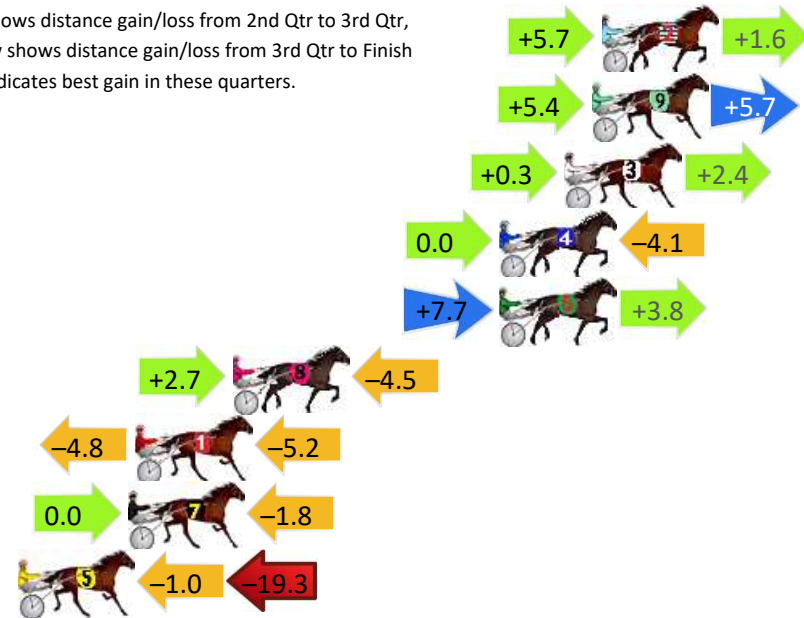 ows distance gain/loss from 2nd Qtr to 3rd Qtr,
shows distance gain/loss from 3rd Qtr to Finish
dicates best gain in these quarters.
+5.7 2 +1.6
+5.4 9 +5.7
+0.3 3 +2.4
0.0 4 –4.1
+7.7 6 +3.8
+2.7 8 –4.5
–4.8 1 –5.2
0.0 7 –1.8
5 –1.0 –19.3